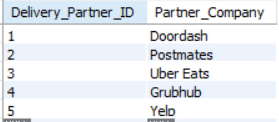 Delivery_Partner_ID Partner_Company
1 Doordash
2 Postmates
3 Uber Eats
4 Grubhub
5 Yelp